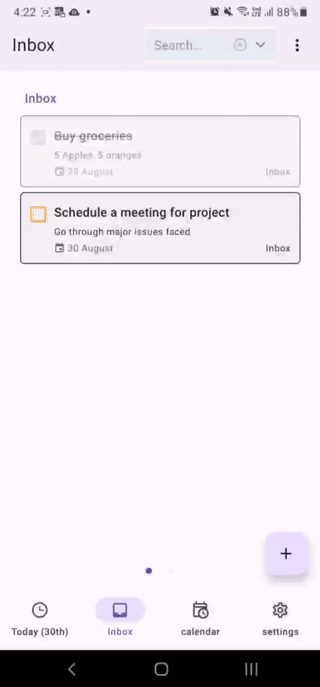 4:22
88%
Inbox
Search...
Inbox
Buy groceries
5 Apples, 5 oranges
29 August
Inbox
Schedule a meeting for project
Go through major issues faced
30 August
Inbox
Today (30th)
Inbox
calendar
settings